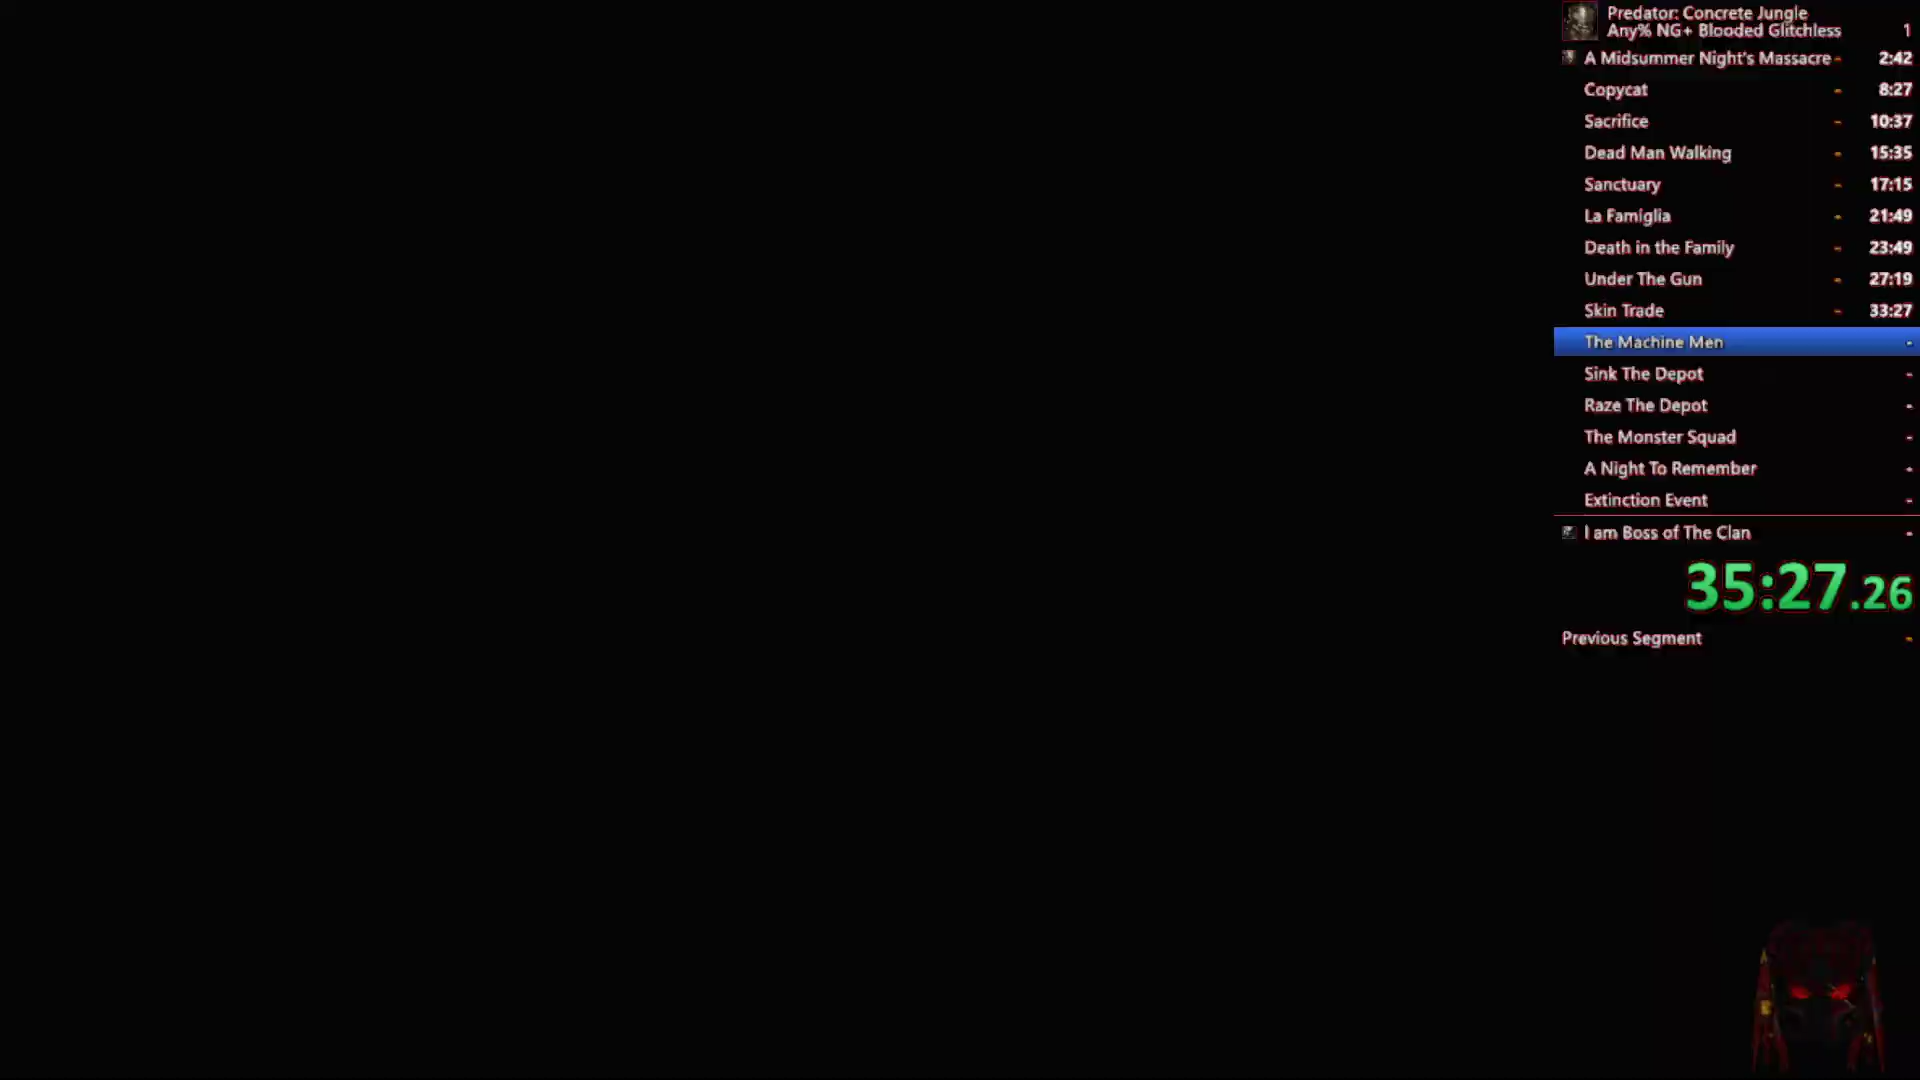 Predator: Concrete Jungle
Any% NG+ Blooded Glitchless 1
A Midsummer Night's Massacre - 2:42
Copycat - 8:27
Sacrifice - 10:37
Dead Man Walking - 15:35
Sanctuary - 17:15
La Famiglia - 21:49
Death in the Family - 23:49
Under The Gun - 27:19
Skin Trade - 33:27
The Machine Men -
Sink The Depot -
Raze The Depot -
The Monster Squad -
A Night To Remember -
Extinction Event -
I am Boss of The Clan -
35:27.26
Previous Segment -